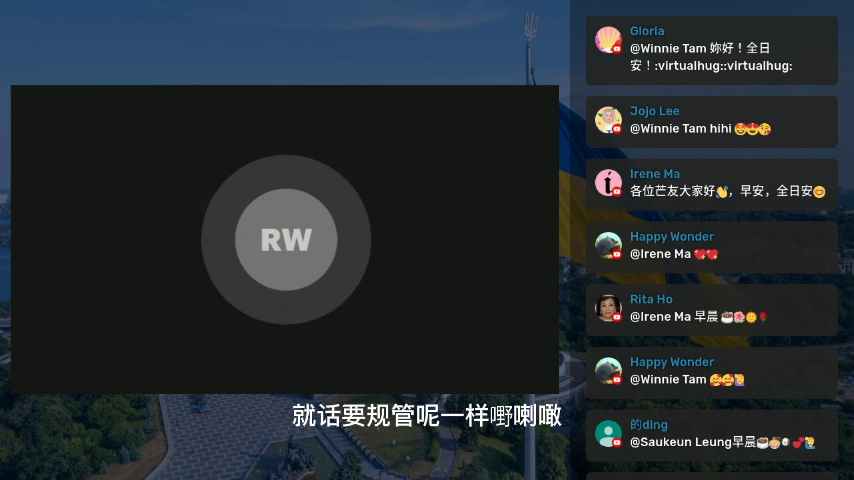 RW
就话要规管呢一样嘢喇噉
Gloria
@Winnie Tam 妳好！全日
安！:virtualhug::virtualhug:
Jojo Lee
@Winnie Tam hihi 🥰😍😘
Irene Ma
各位芒友大家好👋，早安，全日安😊
Happy Wonder
@Irene Ma 💖💖
Rita Ho
@Irene Ma 早晨 ☕🌸🌞🌹
Happy Wonder
@Winnie Tam 🥰🥰🙋
的ding
@Saukeun Leung早晨